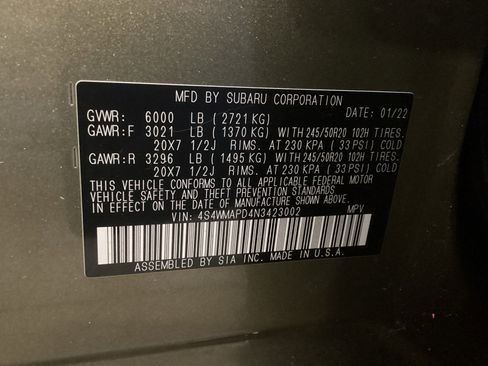 MFD BY SUBARU CORPORATION
DATE: 01/22
GVWR: 6000 LB ( 2721 KG)
GAWR:F 3021 LB ( 1370 KG) WITH 245/50R20 102H TIRES.
20X7 1/2J RIMS. AT 230 KPA ( 33 PSI) COLD
GAWR:R 3296 LB ( 1495 KG) WITH 245/50R20 102H TIRES.
20X7 1/2J RIMS. AT 230 KPA ( 33 PSI) COLD
THIS VEHICLE CONFORMS TO ALL APPLICABLE FEDERAL MOTOR
VEHICLE SAFETY AND THEFT PREVENTION STANDARDS
IN EFFECT ON THE DATE OF MANUFACTURE SHOWN ABOVE.
VIN: 4S4WMAPD4N3423002 MPV
ASSEMBLED BY SIA INC. MADE IN U.S.A.